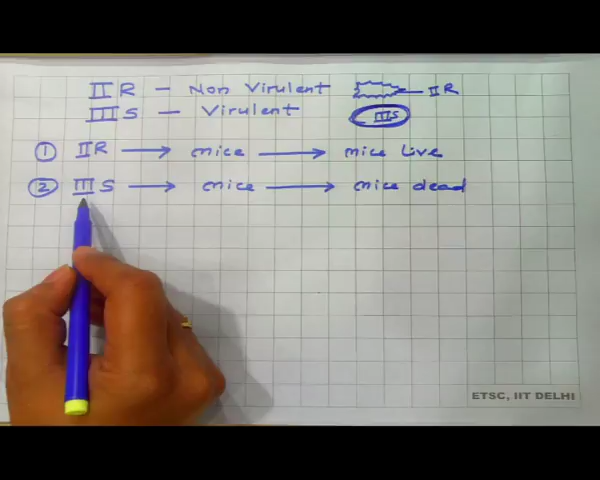 II R – Non Virulent II R
III S – Virulent III S
① II R → mice → mice Live
② III S → mice → mice dead
ETSC, IIT DELHI